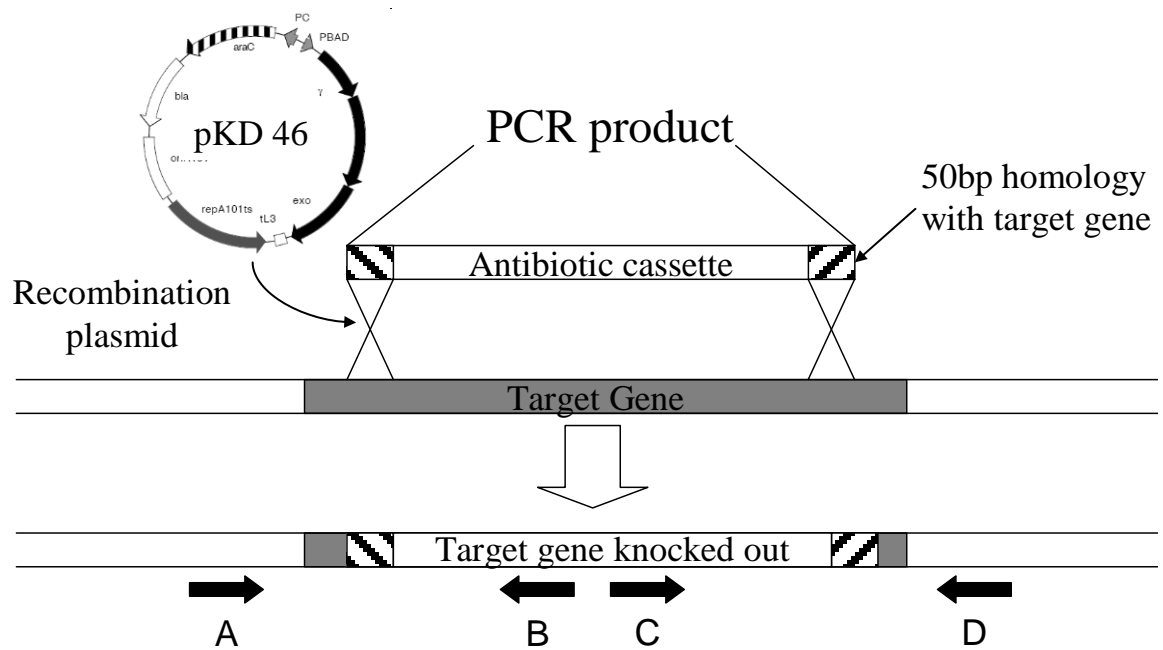 PC
PBAD
araC
γ
bla
pKD 46
exo
repA101ts
tL3
PCR product
50bp homology
with target gene
Antibiotic cassette
Recombination
plasmid
Target Gene
Target gene knocked out
A
B
C
D